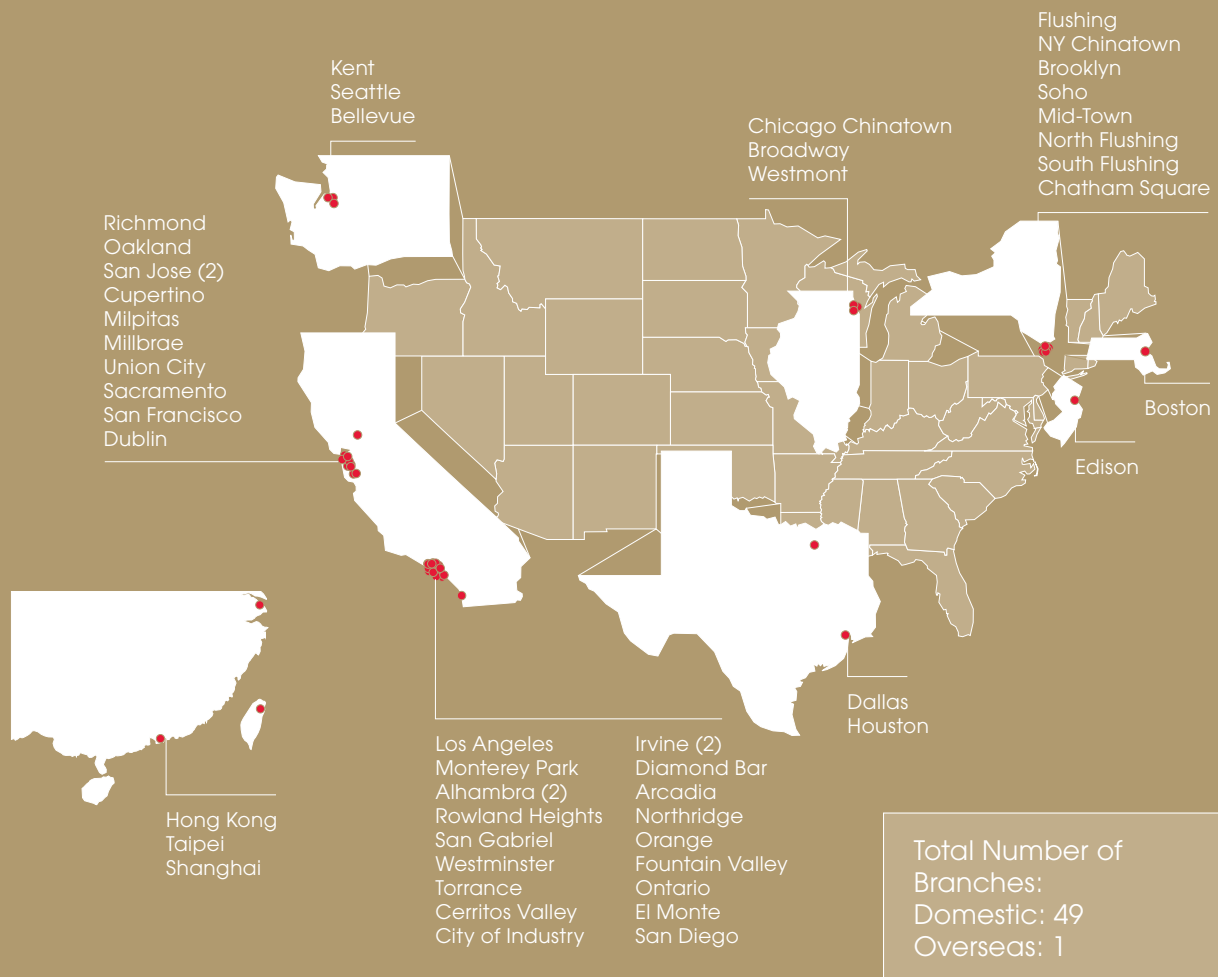 Flushing
NY Chinatown
Brooklyn
Soho
Mid-Town
North Flushing
South Flushing
Chatham Square
Kent
Seattle
Bellevue
Chicago Chinatown
Broadway
Westmont
Richmond
Oakland
San Jose (2)
Cupertino
Milpitas
Millbrae
Union City
Sacramento
San Francisco
Dublin
Boston
Edison
Dallas
Houston
Los Angeles
Monterey Park
Alhambra (2)
Rowland Heights
San Gabriel
Westminster
Torrance
Cerritos Valley
City of Industry
Irvine (2)
Diamond Bar
Arcadia
Northridge
Orange
Fountain Valley
Ontario
El Monte
San Diego
Hong Kong
Taipei
Shanghai
Total Number of
Branches:
Domestic: 49
Overseas: 1